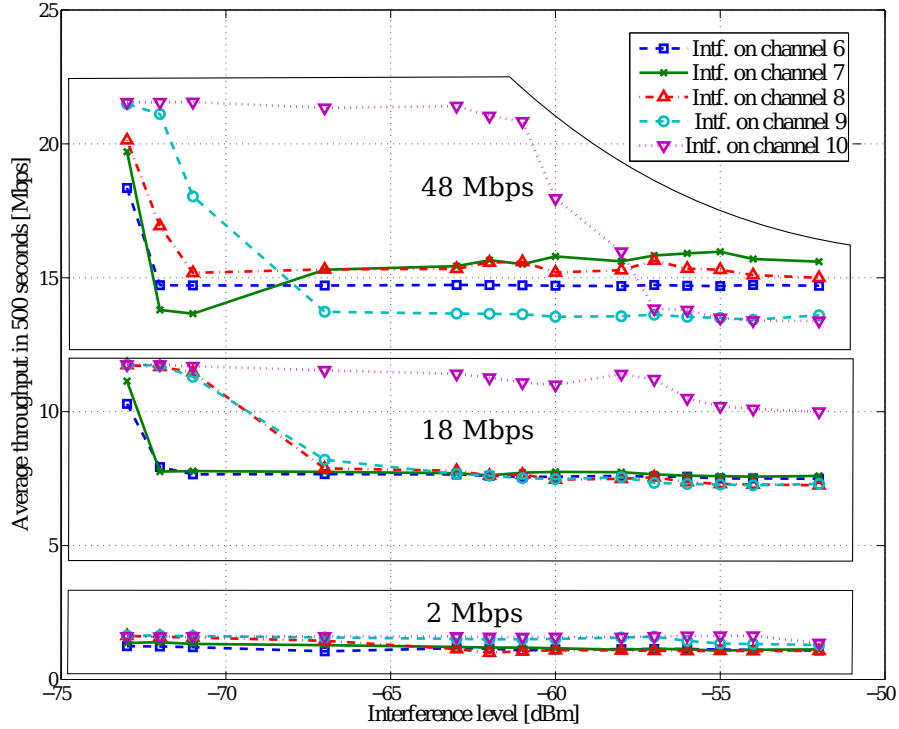 25
20
15
10
5
0
Average throughput in 500 seconds [Mbps]
Intf. on channel 6
Intf. on channel 7
Intf. on channel 8
Intf. on channel 9
Intf. on channel 10
48 Mbps
18 Mbps
2 Mbps
−75 −70 −65 −60 −55 −50
Interference level [dBm]